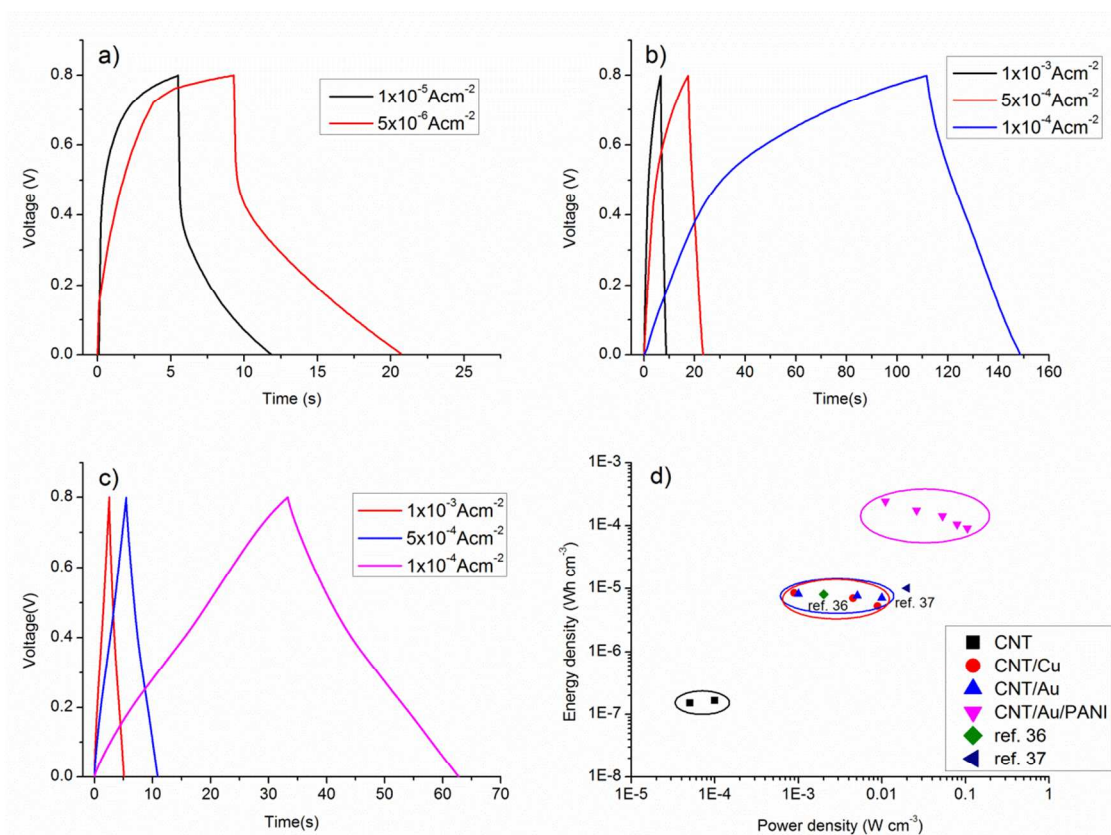 a)
1x10⁻⁵Acm⁻²
5x10⁻⁶Acm⁻²
0.8
0.6
0.4
0.2
0.0
Voltage (V)
0 5 10 15 20 25
Time (s)
b)
1x10⁻³Acm⁻²
5x10⁻⁴Acm⁻²
1x10⁻⁴Acm⁻²
0.8
0.6
0.4
0.2
0.0
Voltage (V)
0 20 40 60 80 100 120 140 160
Time(s)
c)
1x10⁻³Acm⁻²
5x10⁻⁴Acm⁻²
1x10⁻⁴Acm⁻²
0.8
0.6
0.4
0.2
0.0
Voltage(V)
0 10 20 30 40 50 60 70
Time(s)
d)
1E-3
1E-4
1E-5
1E-6
1E-7
1E-8
Energy density (Wh cm⁻³)
ref. 36
ref. 37
CNT
CNT/Cu
CNT/Au
CNT/Au/PANI
ref. 36
ref. 37
1E-5 1E-4 1E-3 0.01 0.1 1
Power density (W cm⁻³)